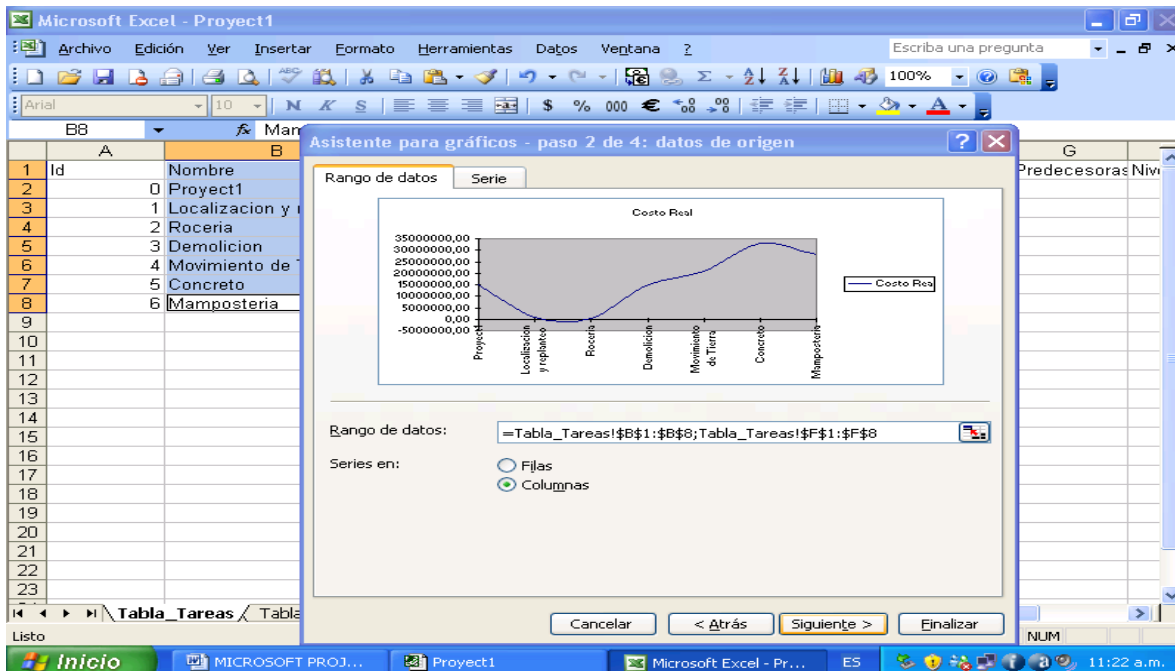 Microsoft Excel - Proyect1
Archivo Edición Ver Insertar Formato Herramientas Datos Ventana ? Escriba una pregunta
100%
Arial 10 N K S $ % 000 €
B8 fx Mam
A B G
1 Id Nombre Predecesoras Nive
2 0 Proyect1
3 1 Localizacion y
4 2 Roceria
5 3 Demolicion
6 4 Movimiento de
7 5 Concreto
8 6 Mamposteria
9
10
11
12
13
14
15
16
17
18
19
20
21
22
23
Asistente para gráficos - paso 2 de 4: datos de origen
Rango de datos Serie
Costo Real
35000000,00
30000000,00
25000000,00
20000000,00
15000000,00
10000000,00
5000000,00
0,00
-5000000,00
Proyect1
Localizacion y replanteo
Roceria
Demolicion
Movimiento de Tierra
Concreto
Mamposteria
Costo Real
Rango de datos: =Tabla_Tareas!$B$1:$B$8;Tabla_Tareas!$F$1:$F$8
Series en: Filas
Columnas
Cancelar < Atrás Siguiente > Finalizar
Tabla_Tareas Tabla
Listo NUM
Inicio MICROSOFT PROJ... Proyect1 Microsoft Excel - Pr... ES 11:22 a.m.